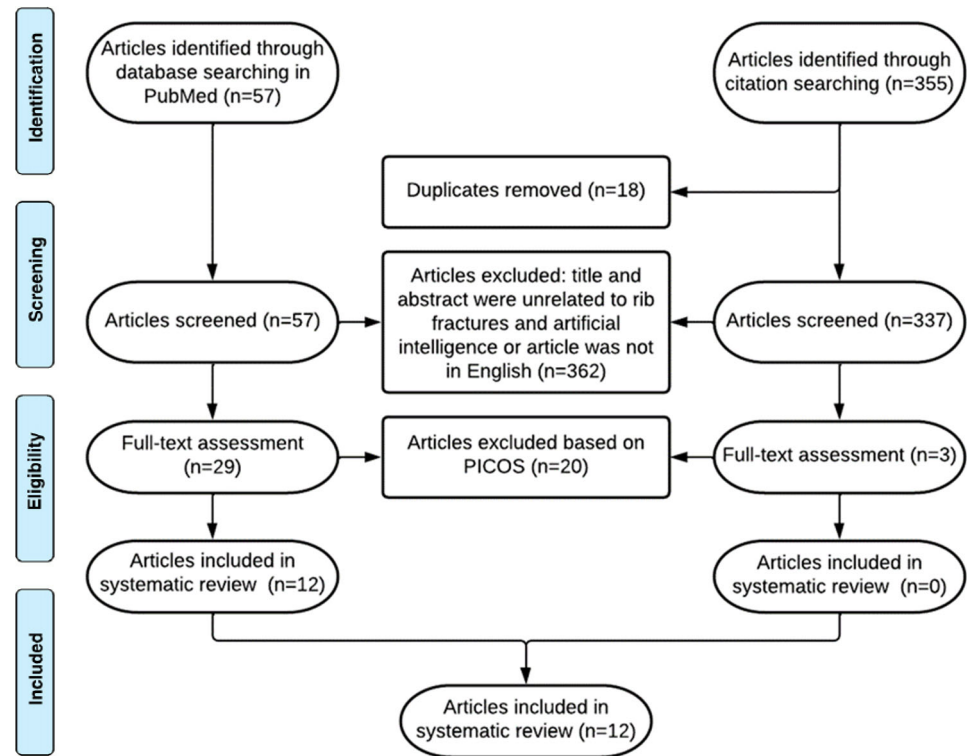 Identification
Articles identified through
database searching in
PubMed (n=57)
Articles identified through
citation searching (n=355)
Duplicates removed (n=18)
Screening
Articles screened (n=57)
Articles excluded: title and
abstract were unrelated to rib
fractures and artificial
intelligence or article was not
in English (n=362)
Articles screened (n=337)
Eligibility
Full-text assessment
(n=29)
Articles excluded based on
PICOS (n=20)
Full-text assessment (n=3)
Articles included in
systematic review (n=12)
Articles included in
systematic review (n=0)
Included
Articles included in
systematic review (n=12)